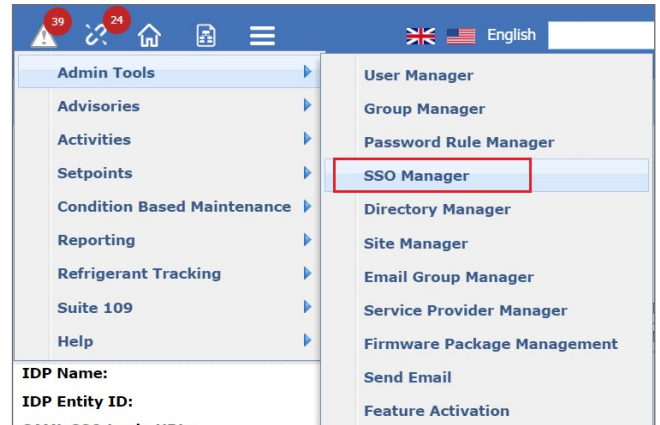 39
24
English
Admin Tools
Advisories
Activities
Setpoints
Condition Based Maintenance
Reporting
Refrigerant Tracking
Suite 109
Help
User Manager
Group Manager
Password Rule Manager
SSO Manager
Directory Manager
Site Manager
Email Group Manager
Service Provider Manager
Firmware Package Management
Send Email
Feature Activation
IDP Name:
IDP Entity ID: